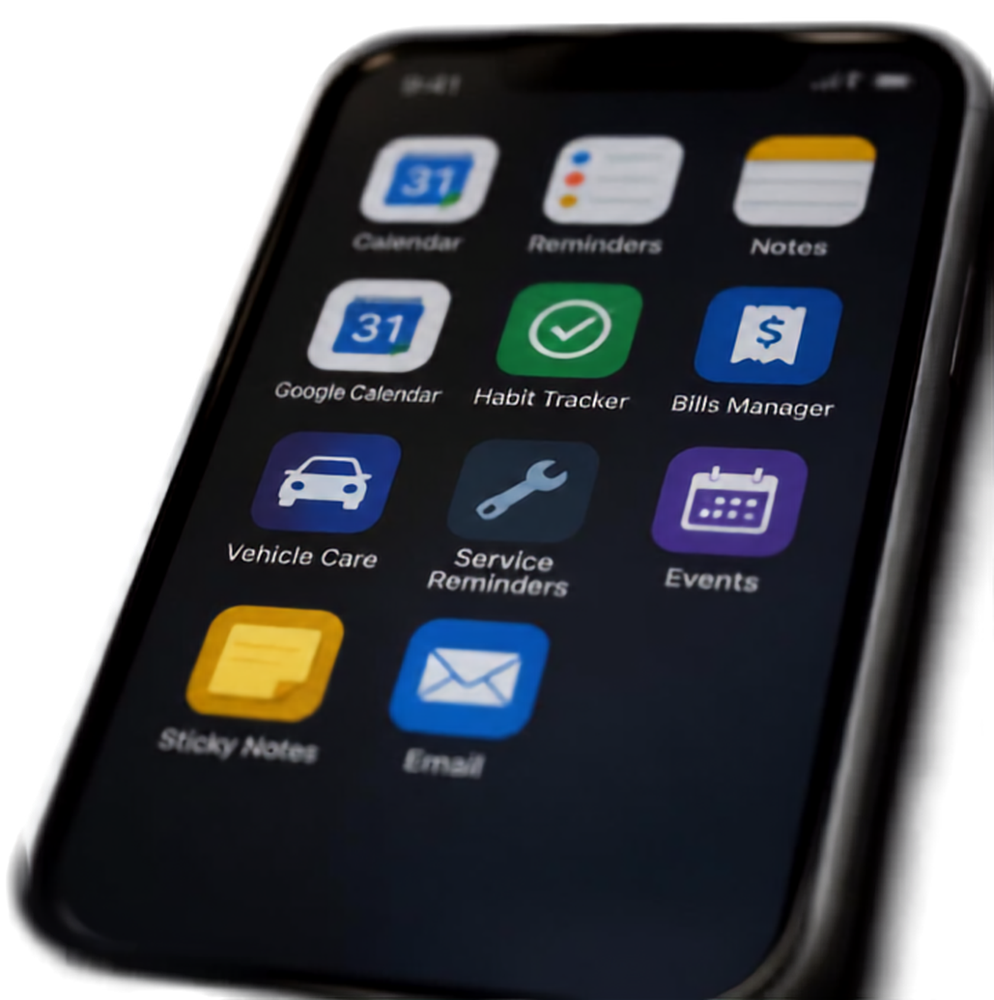 9:41
31
Calendar
Reminders
Notes
31
$
Google Calendar
Habit Tracker
Bills Manager
Vehicle Care
Service
Reminders
Events
Sticky Notes
Email